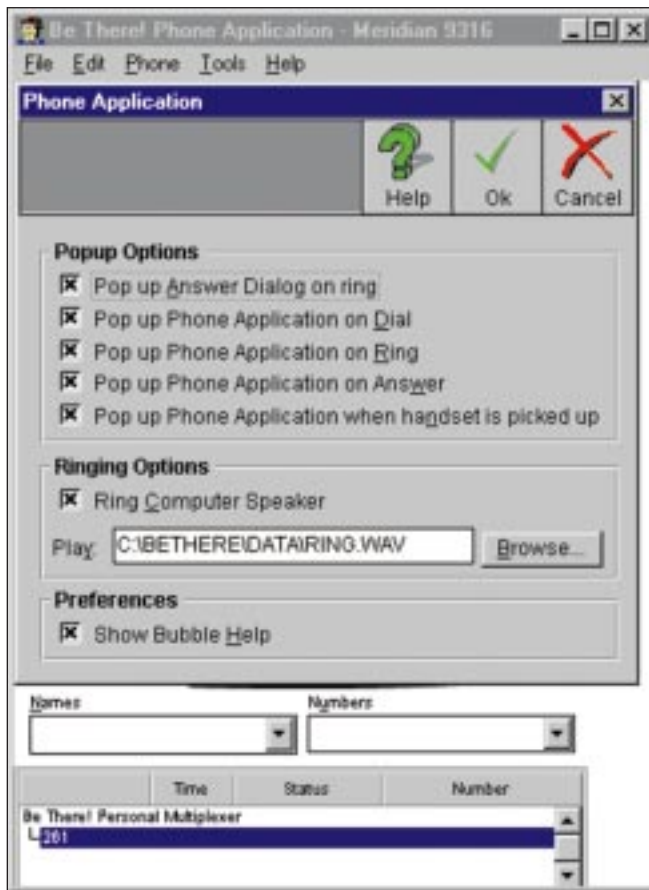 Be There! Phone Application - Meridian 9316
File Edit Phone Tools Help
Phone Application
Help Ok Cancel
Popup Options
Pop up Answer Dialog on ring
Pop up Phone Application on Dial
Pop up Phone Application on Ring
Pop up Phone Application on Answer
Pop up Phone Application when handset is picked up
Ringing Options
Ring Computer Speaker
Play: C:\BETHERE\DATA\RING.WAV Browse...
Preferences
Show Bubble Help
Names Numbers
Time Status Number
Be There! Personal Multiplexer
261